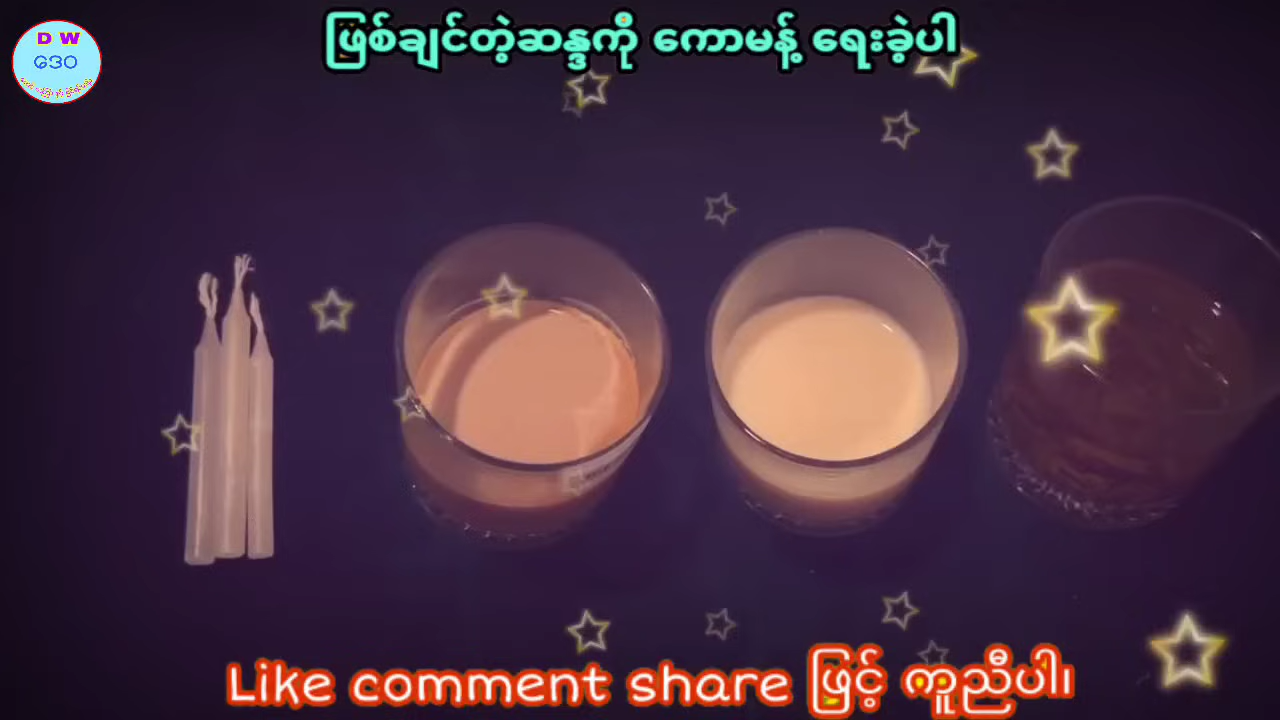 D W
630
ဖြစ်ချင်တဲ့ဆန္ဒကို ကောမန့် ရေးခဲ့ပါ
Like comment share ဖြင့် ကူညီပါ၊